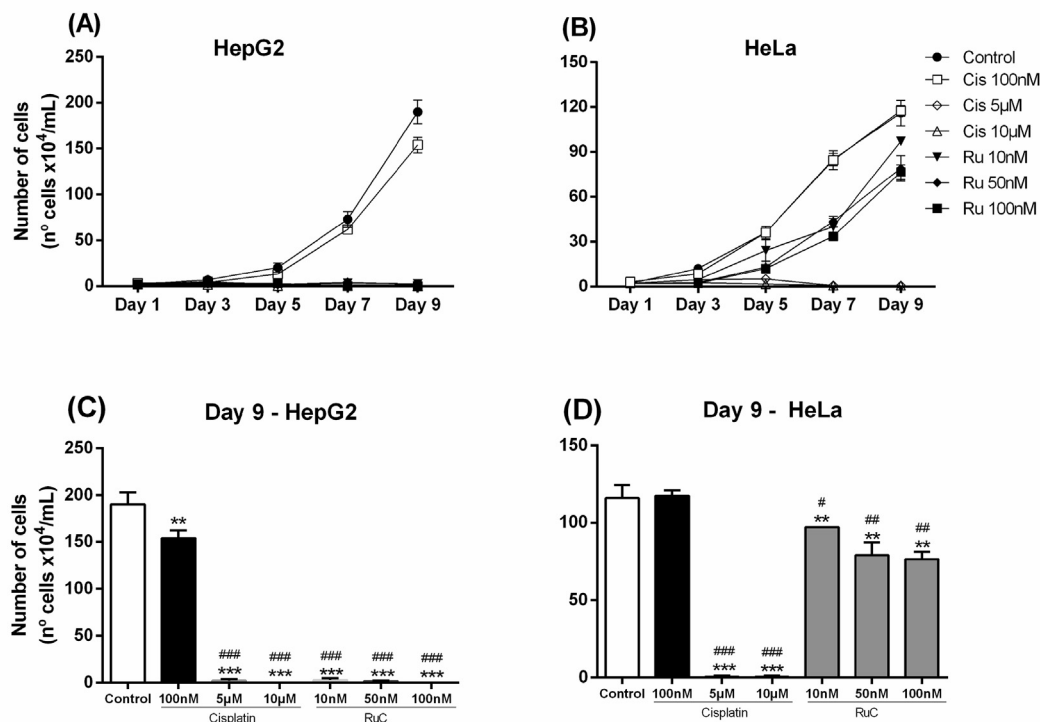 (A)
HepG2
Number of cells
(nº cells x10⁴/mL)
250
200
150
100
50
0
Day 1 Day 3 Day 5 Day 7 Day 9
(B)
HeLa
150
120
90
60
30
0
Day 1 Day 3 Day 5 Day 7 Day 9
Control
Cis 100nM
Cis 5µM
Cis 10µM
Ru 10nM
Ru 50nM
Ru 100nM
(C)
Day 9 - HepG2
Number of cells
(nº cells x10⁴/mL)
250
200
150
100
50
0
**
### ### ### ### ###
*** *** *** *** ***
Control 100nM 5µM 10µM 10nM 50nM 100nM
Cisplatin RuC
(D)
Day 9 - HeLa
150
100
50
0
# ## ##
** ** **
### ###
*** ***
Control 100nM 5µM 10µM 10nM 50nM 100nM
Cisplatin RuC